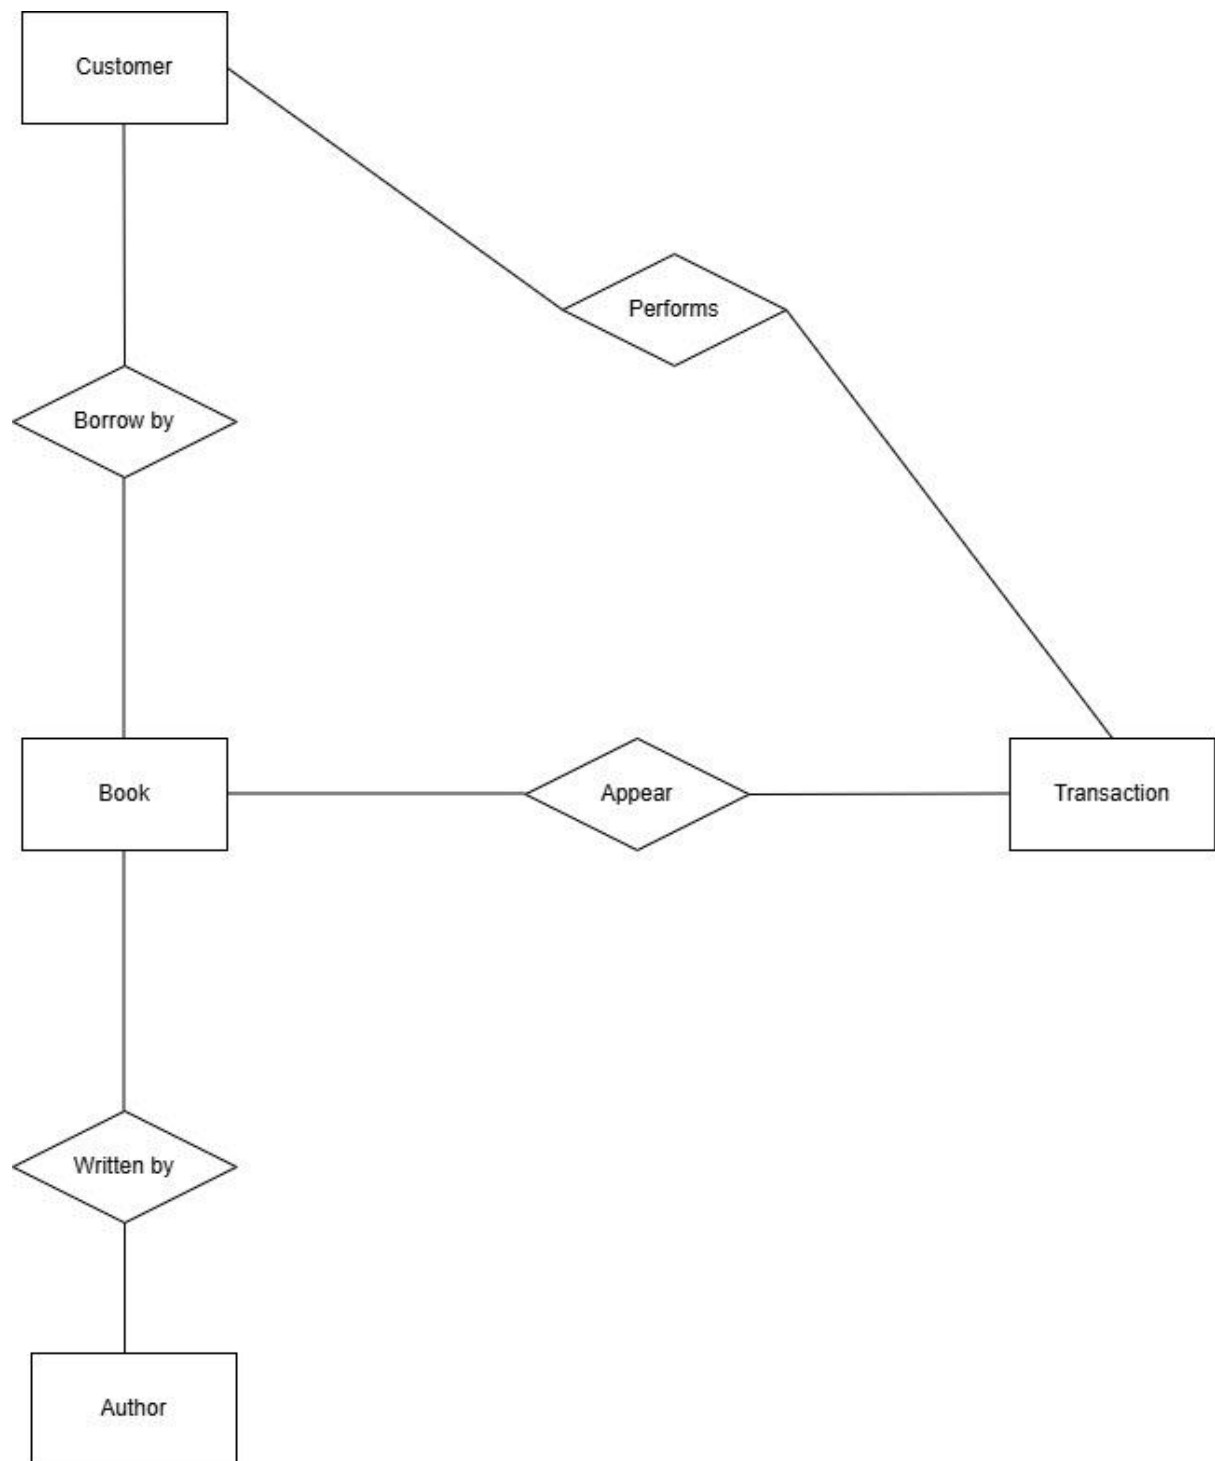 Customer
Performs
Borrow by
Book
Appear
Transaction
Written by
Author